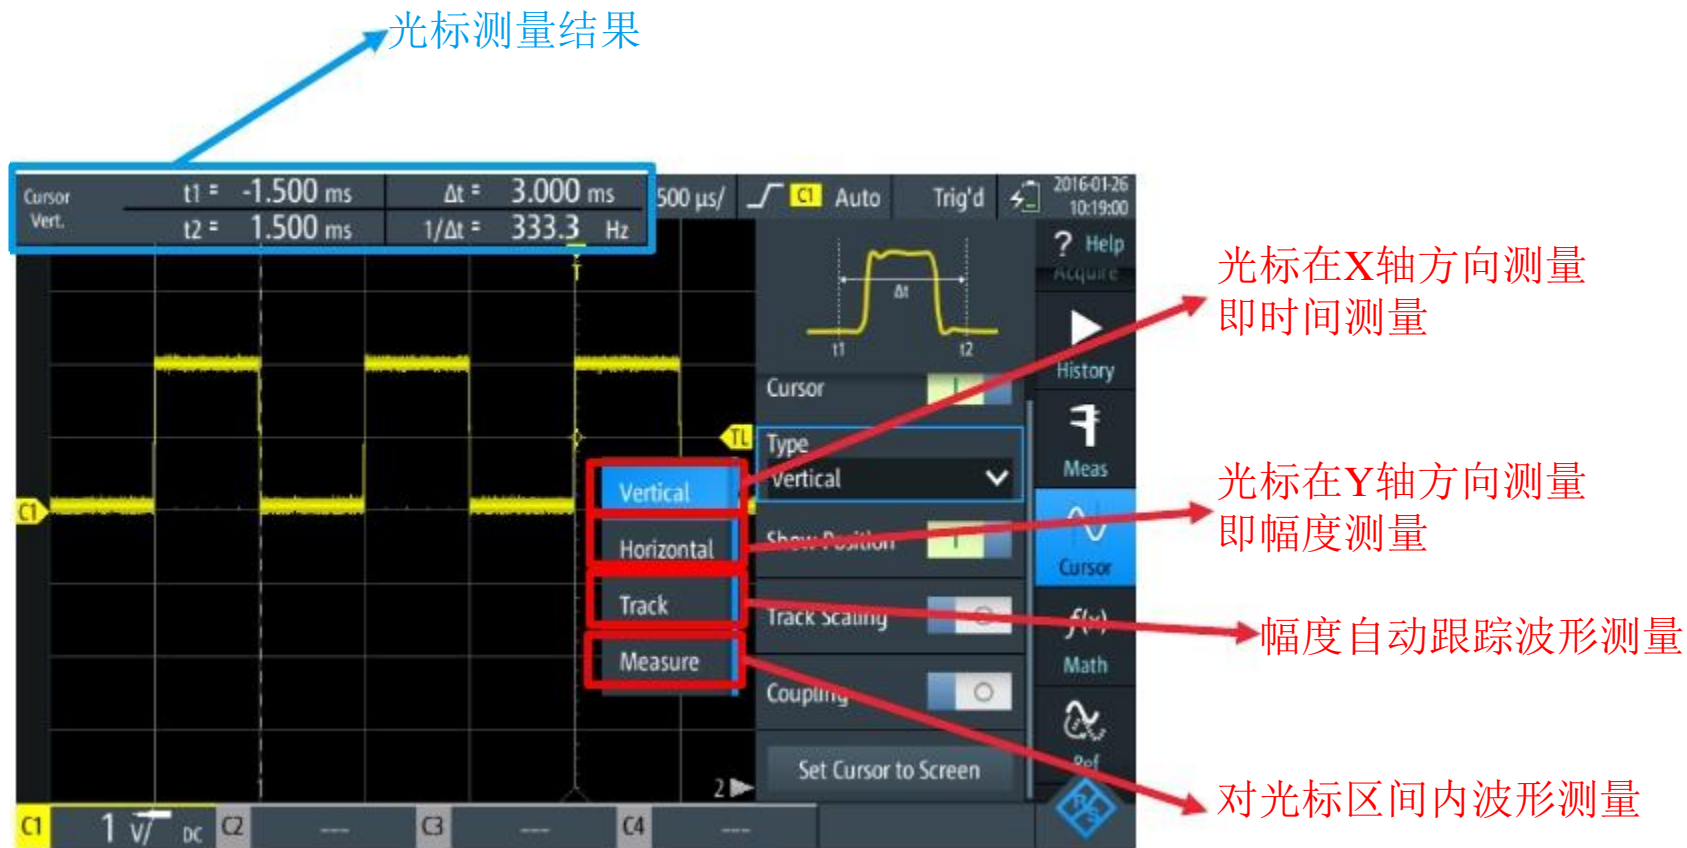 光标测量结果
Cursor Vert.
t1 = -1.500 ms Δt = 3.000 ms
t2 = 1.500 ms 1/Δt = 333.3 Hz
500 µs/ C1 Auto Trig'd 2016-01-26
10:19:00
? Help
Acquire
T
Δt
t1 t2
光标在X轴方向测量
即时间测量
History
Cursor
TL
Type
Vertical
Meas
Vertical
Horizontal
Track
Measure
C1
光标在Y轴方向测量
即幅度测量
Show Position
Cursor
Track Scaling
f(x)
Math
幅度自动跟踪波形测量
Coupling
Ref
Set Cursor to Screen
2
R
S
对光标区间内波形测量
C1 1 V/ DC C2 --- C3 --- C4 ---